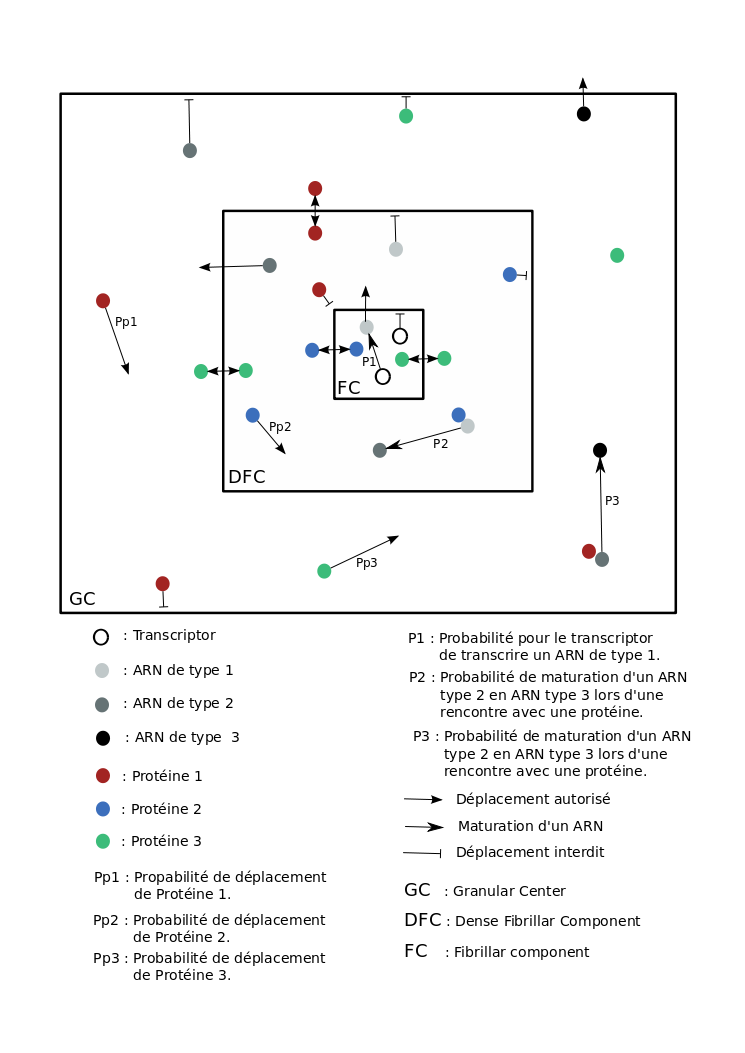 Pp1
P1
FC
Pp2
P2
DFC
P3
Pp3
GC
: Transcriptor
: ARN de type 1
: ARN de type 2
: ARN de type  3
: Protéine 1
: Protéine 2
: Protéine 3
Pp1 : Propabilité de déplacement
de Protéine 1.
Pp2 : Probabilité de déplacement
de Protéine 2.
Pp3 : Probabilité de déplacement
de Protéine 3.
P1 : Probabilité pour le transcriptor
de transcrire un ARN de type 1.
P2 : Probabilité de maturation d'un ARN
type 2 en ARN type 3 lors d'une
rencontre avec une protéine.
P3 : Probabilité de maturation d'un ARN
type 2 en ARN type 3 lors d'une
rencontre avec une protéine.
Déplacement autorisé
Maturation d'un ARN
Déplacement interdit
GC : Granular Center
DFC : Dense Fibrillar Component
FC : Fibrillar component